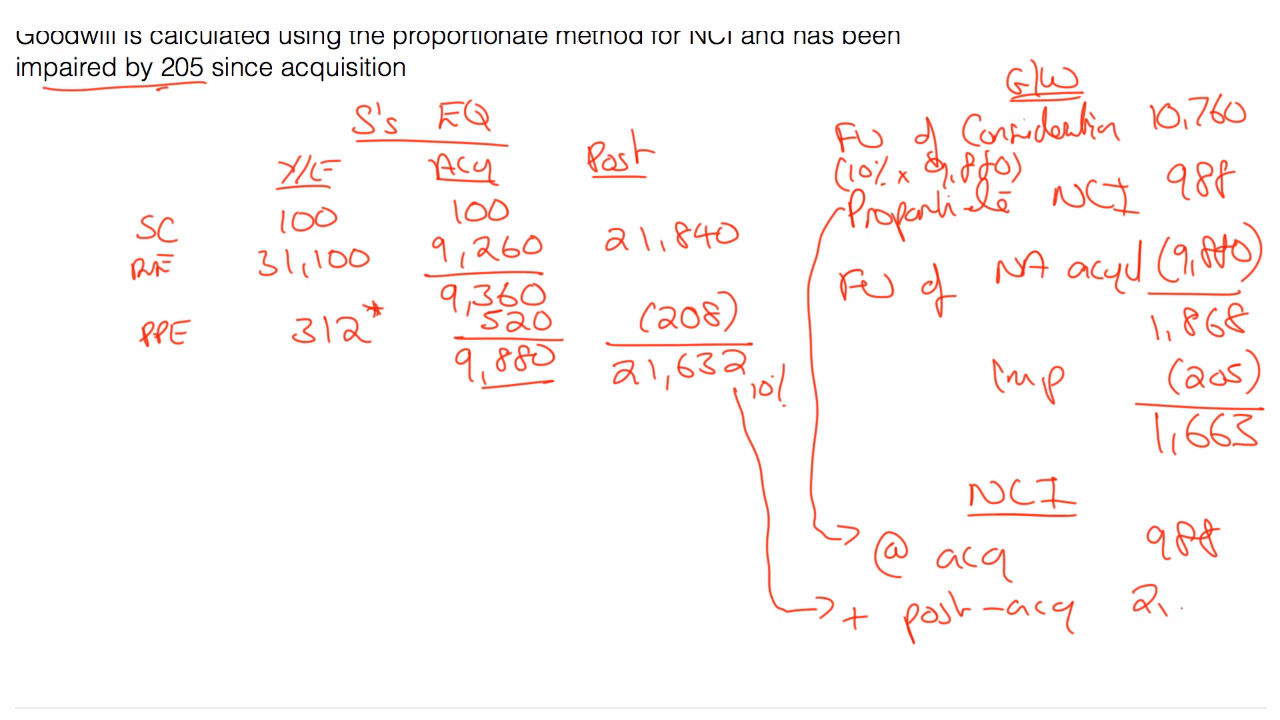 Goodwill is calculated using the proportionate method for NCI and has been
impaired by 205 since acquisition
S's EQ
Y/E ACQ Post
SC 100 100
RE 31,100 9,260 21,840
9,360
PPE 312* 520 (208)
9,880 21,632
10%
G/W
FV of Consideration 10,760
(10% x 9,880)
Proportiote NCI 988
FV of NA acqd (9,880)
1,868
Imp (205)
1,663
NCI
@ acq 988
+ post-acq 2,